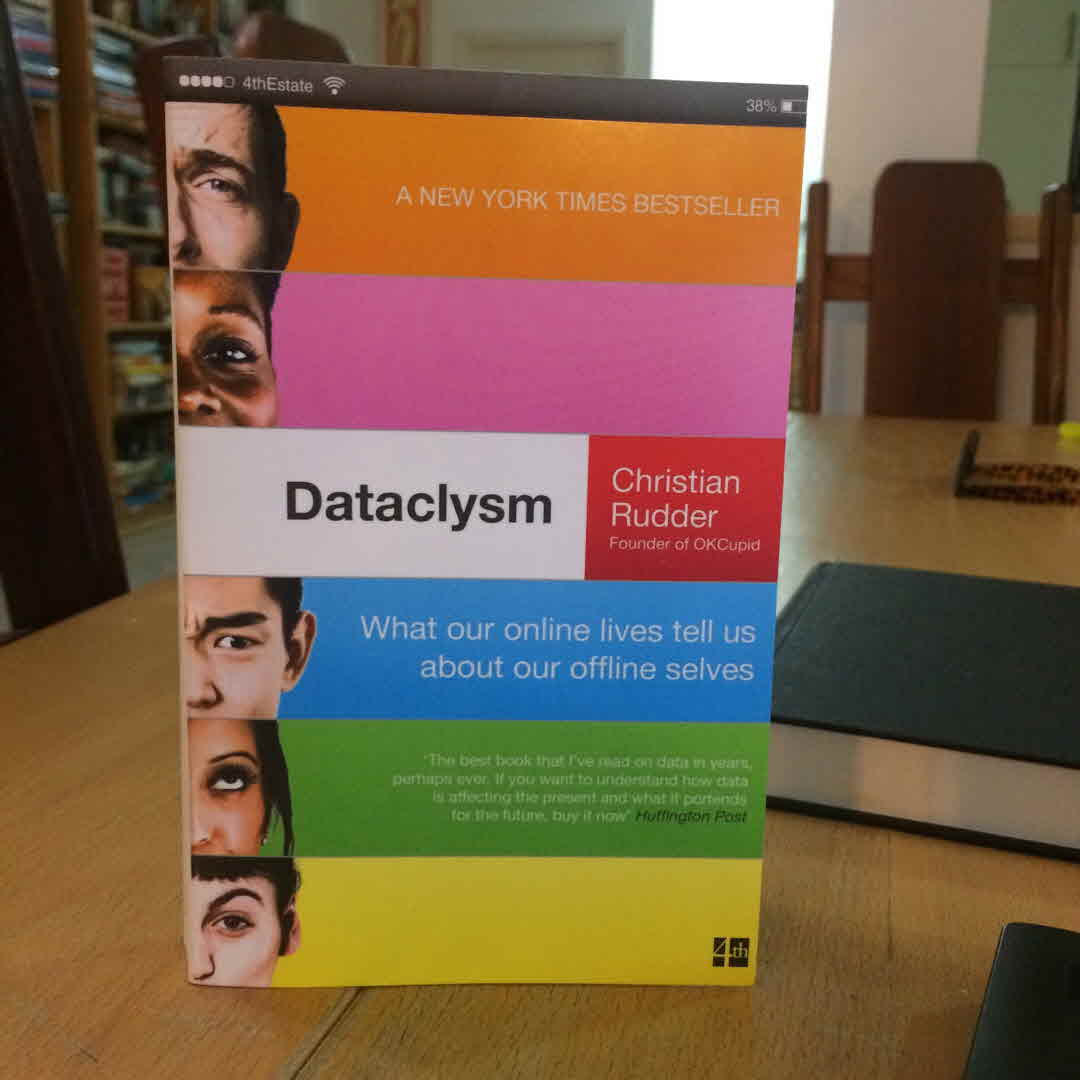 4thEstate
38%
A NEW YORK TIMES BESTSELLER
Dataclysm
Christian
Rudder
Founder of OKCupid
What our online lives tell us
about our offline selves
'The best book that I've read on data in years,
perhaps ever. If you want to understand how data
is affecting the present and what it portends
for the future, buy it now' Huffington Post
4th